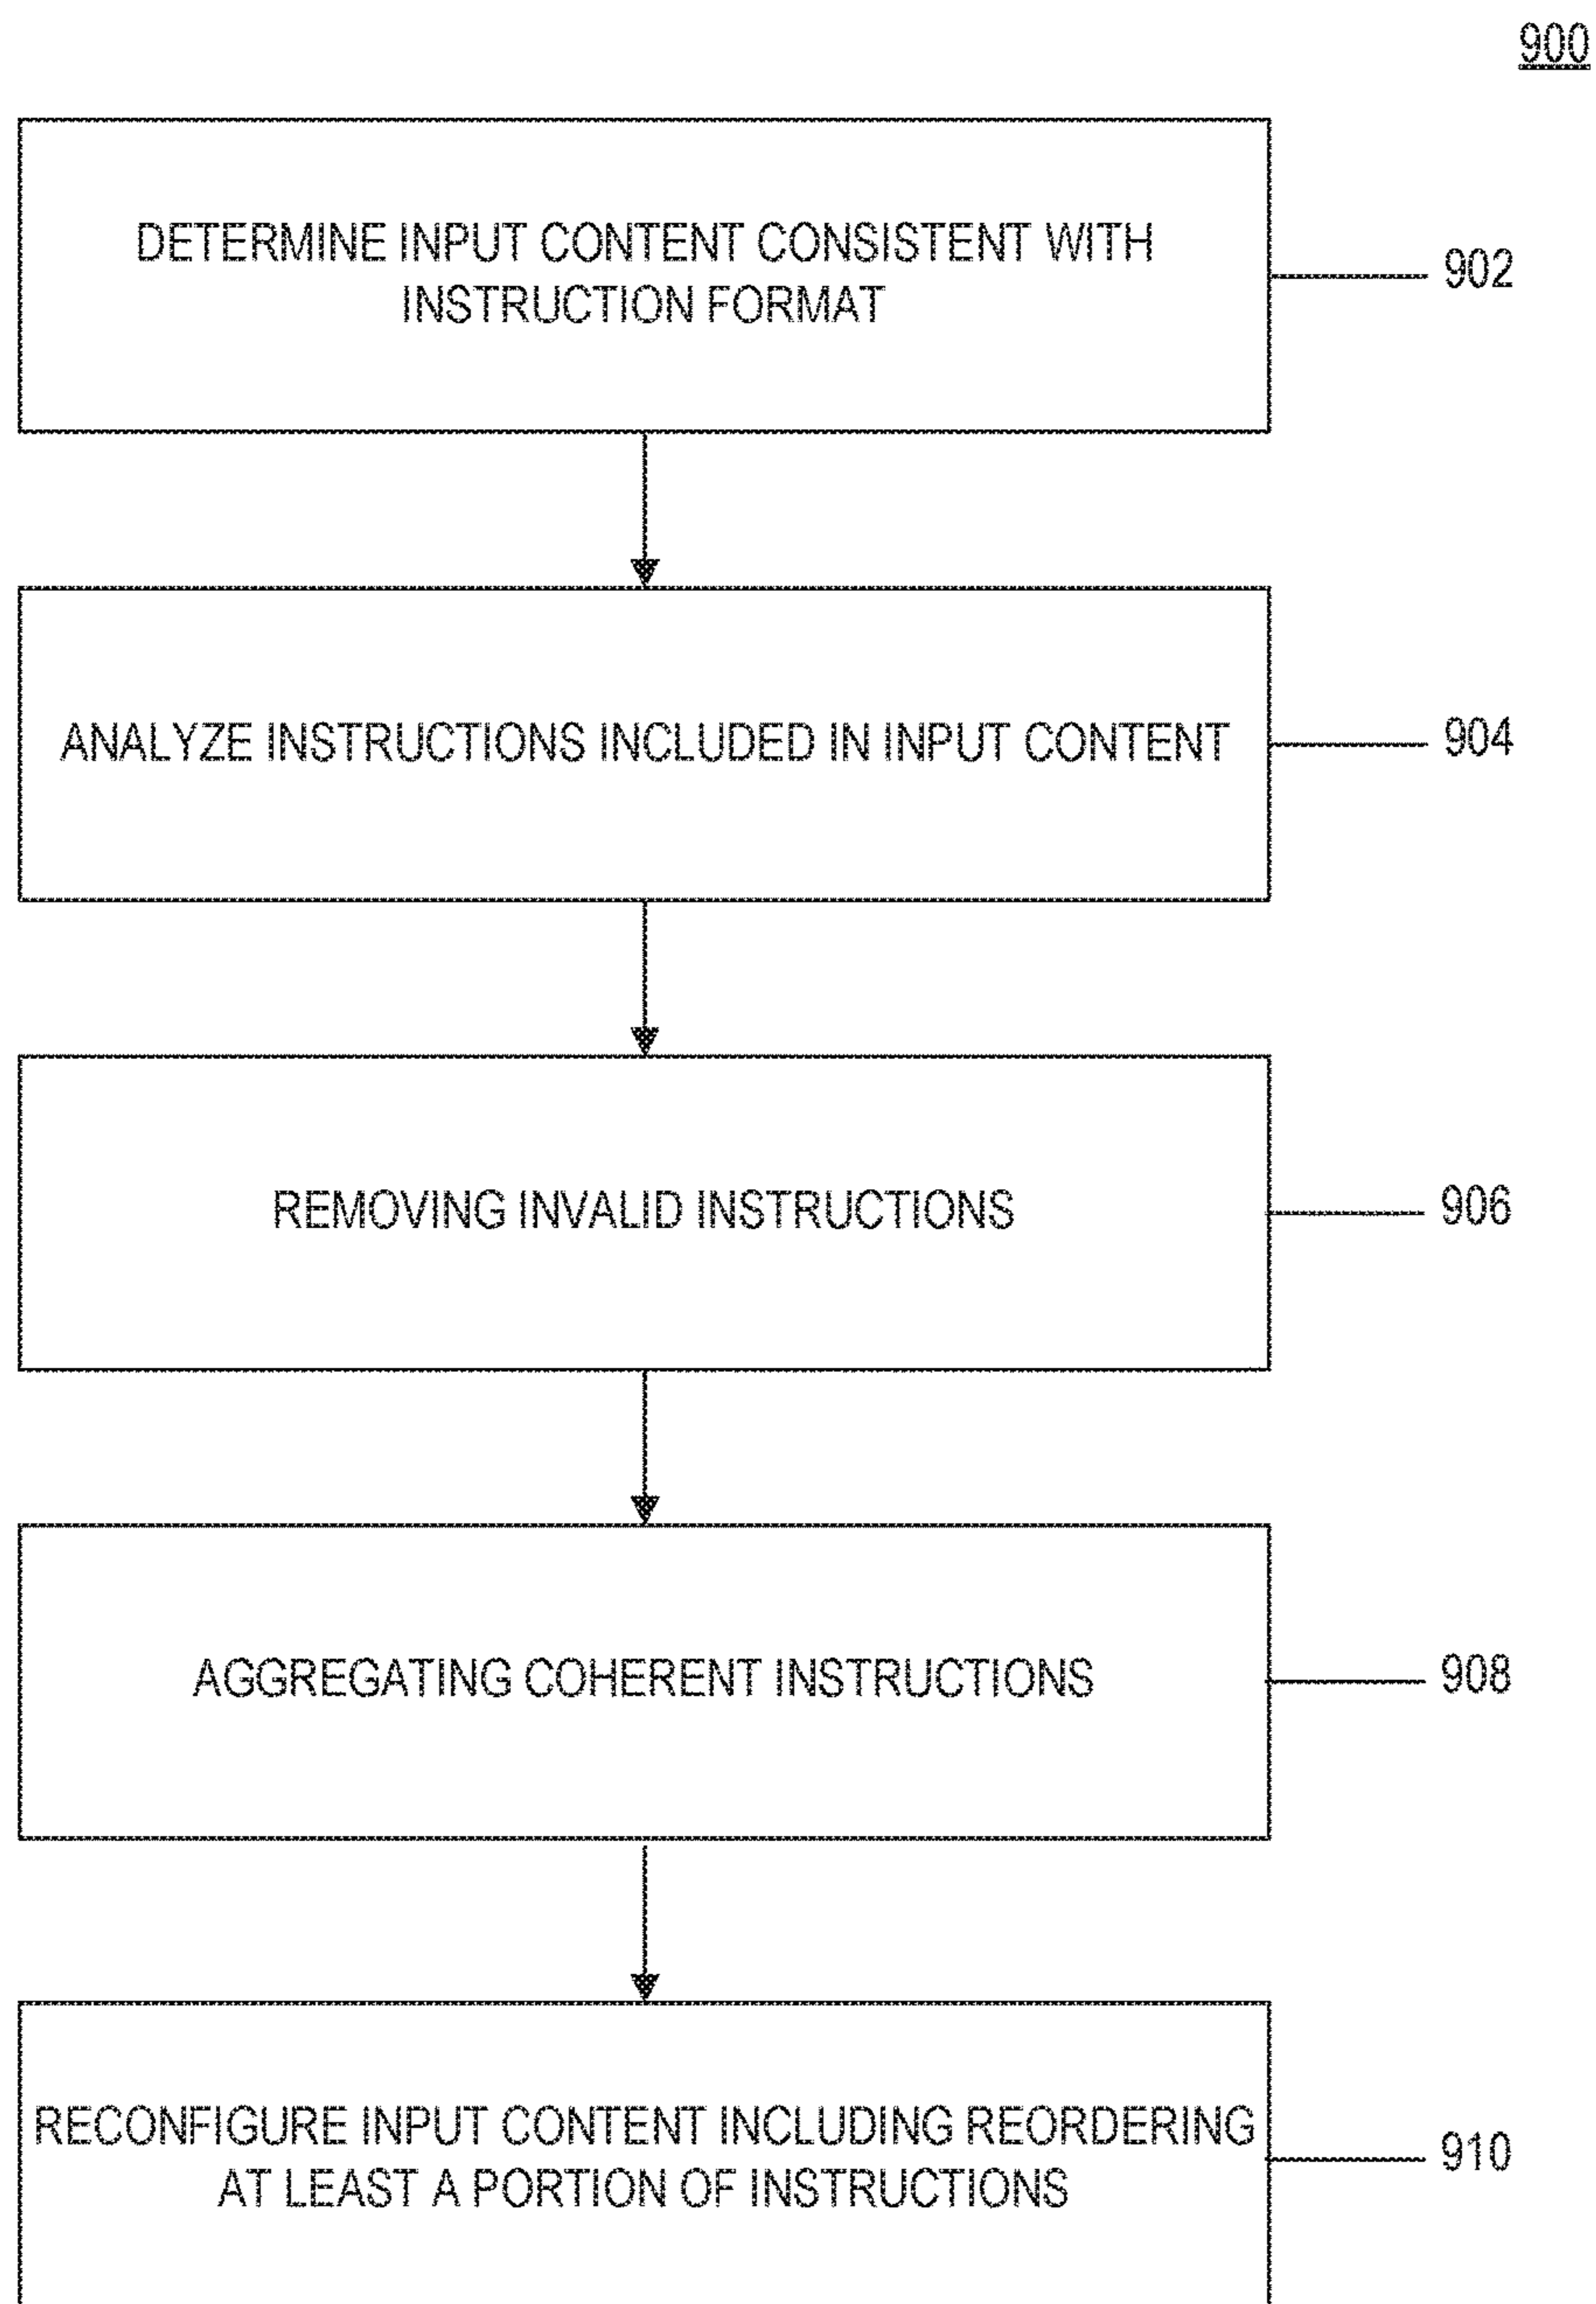 900
DETERMINE INPUT CONTENT CONSISTENT WITH
INSTRUCTION FORMAT
902
ANALYZE INSTRUCTIONS INCLUDED IN INPUT CONTENT
904
REMOVING INVALID INSTRUCTIONS
906
AGGREGATING COHERENT INSTRUCTIONS
908
RECONFIGURE INPUT CONTENT INCLUDING REORDERING
AT LEAST A PORTION OF INSTRUCTIONS
910